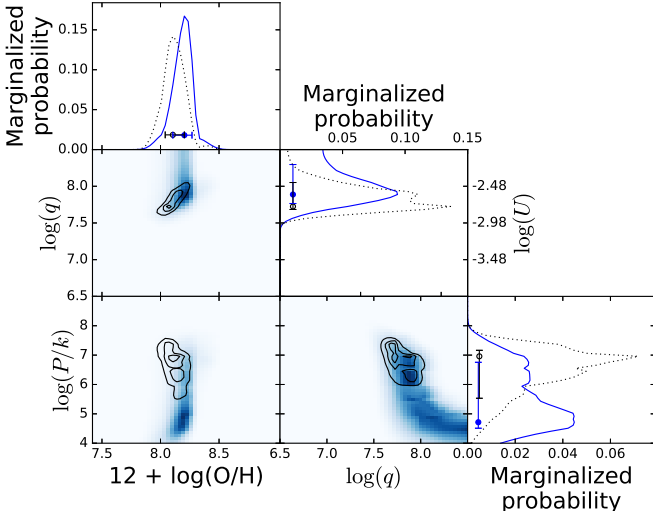 Marginalized
probability
0.15
0.10
0.05
0.00
Marginalized
probability
0.05 0.10 0.15
log(q)
8.0
7.5
7.0
6.5
-2.48
-2.98
-3.48
log(U)
log(P/k)
8
7
6
5
4
7.5 8.0 8.5 9.0 6.5 7.0 7.5 8.0 0.00 0.02 0.04 0.06
12 + log(O/H)
log(q)
Marginalized
probability